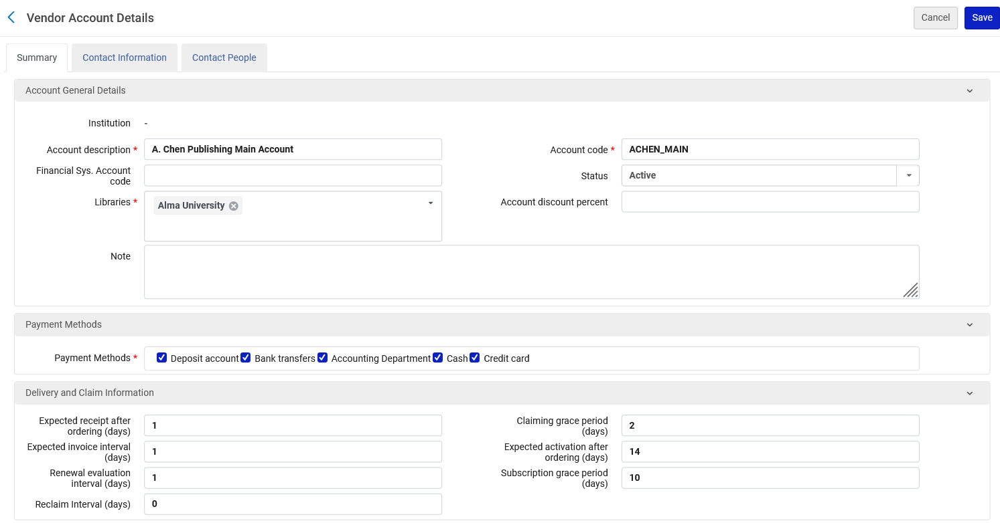 Vendor Account Details
Cancel
Save
Summary
Contact Information
Contact People
Account General Details
Institution -
Account description * A. Chen Publishing Main Account
Account code * ACHEN_MAIN
Financial Sys. Account
code
Status Active
Libraries * Alma University
Account discount percent
Note
Payment Methods
Payment Methods * Deposit account Bank transfers Accounting Department Cash Credit card
Delivery and Claim Information
Expected receipt after
ordering (days) 1
Claiming grace period
(days) 2
Expected invoice interval
(days) 1
Expected activation after
ordering (days) 14
Renewal evaluation
interval (days) 1
Subscription grace period
(days) 10
Reclaim Interval (days) 0